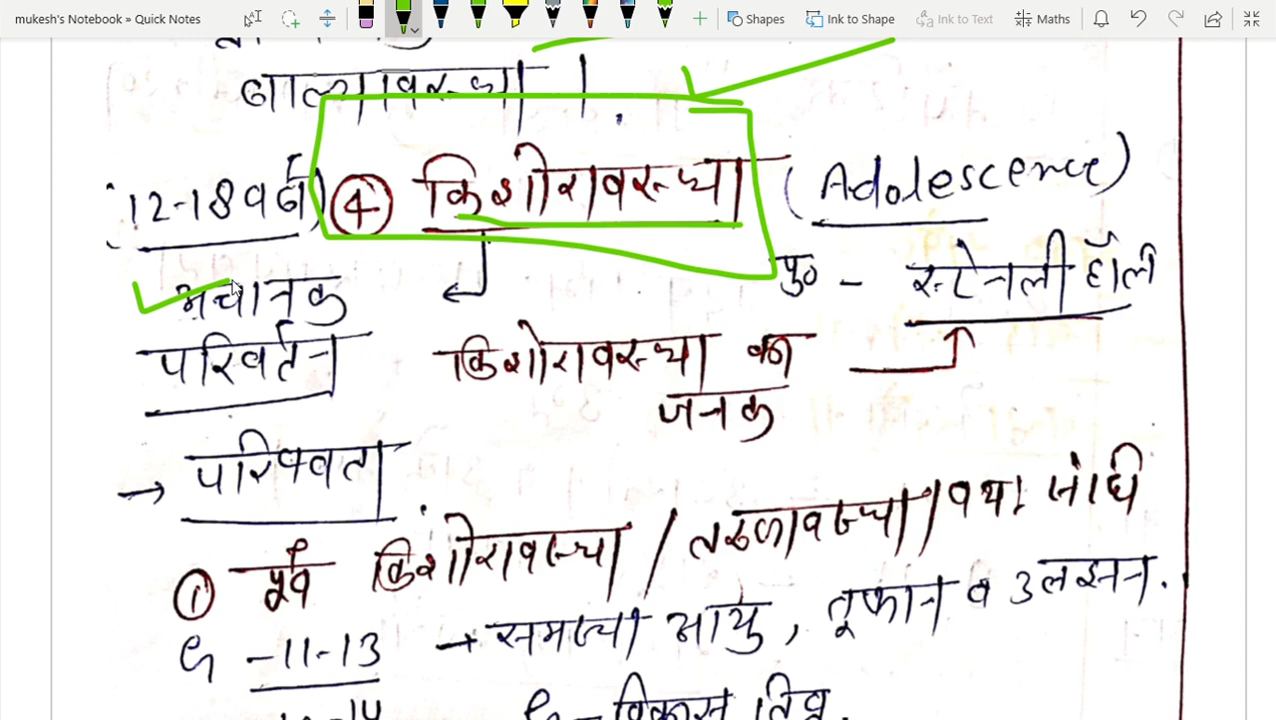 mukesh's Notebook » Quick Notes
Shapes
Ink to Shape
Ink to Text
Maths
बाल्यावस्था ।
(12-18 वर्ष) ④ किशोरावस्था (Adolescence)
अचानक पु० - स्टेनली हॉल
परिवर्तन किशोरावस्था का
जनक
→ परिपक्वता
① पूर्व किशोरावस्था / तरुणावस्था / वयः संधि
-11-13 → समस्या आयु, तूफान व उलझन.
विकास